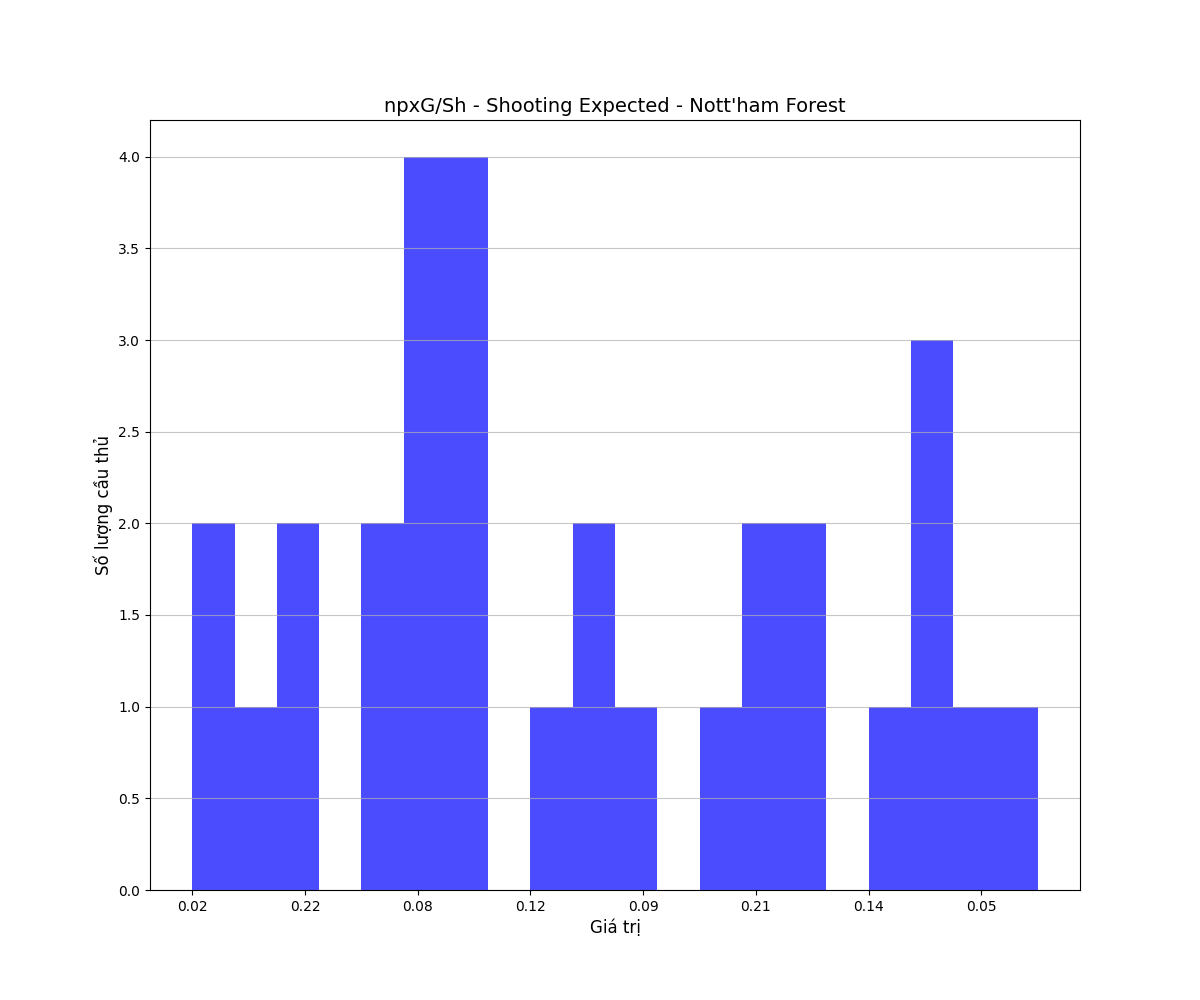 npxG/Sh - Shooting Expected - Nott'ham Forest
4.0
3.5
3.0
2.5
2.0
1.5
1.0
0.5
0.0
Số lượng cầu thủ
0.02 0.22 0.08 0.12 0.09 0.21 0.14 0.05
Giá trị